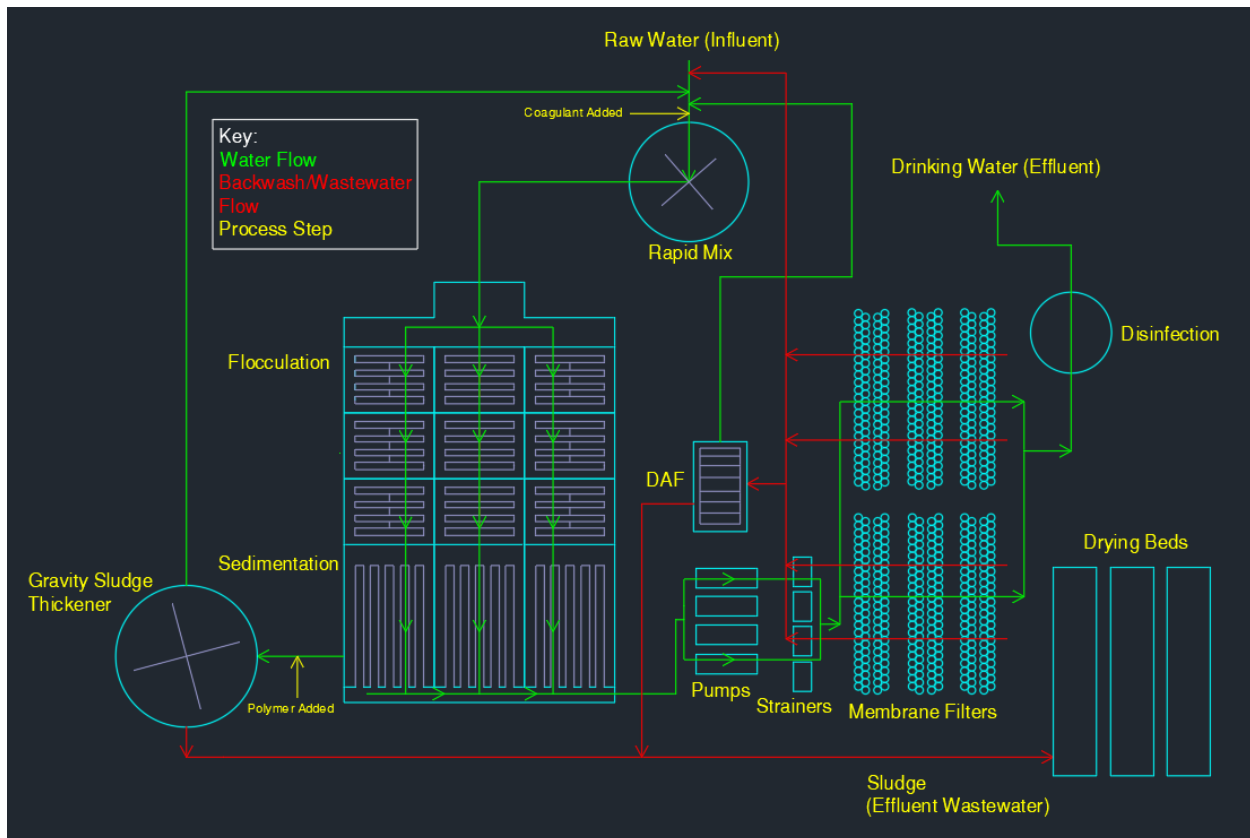 Raw Water (Influent)
Coagulant Added
Key:
Water Flow
Backwash/Wastewater
Flow
Process Step
Rapid Mix
Drinking Water (Effluent)
Disinfection
Flocculation
DAF
Sedimentation
Drying Beds
Gravity Sludge
Thickener
Polymer Added
Pumps
Strainers
Membrane Filters
Sludge
(Effluent Wastewater)